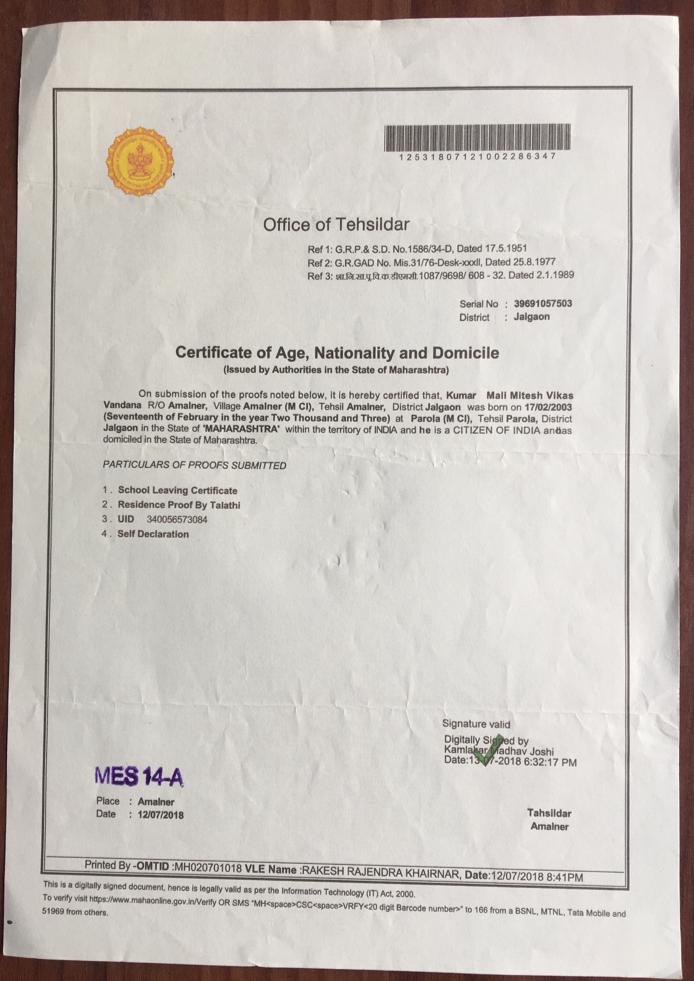 12531807121002286347
Office of Tehsildar
Ref 1: G.R.P.& S.D. No.1586/34-D, Dated 17.5.1951
Ref 2: G.R.GAD No. Mis.31/76-Desk-xxxII, Dated 25.8.1977
Ref 3: 1087/9698/ 608 - 32. Dated 2.1.1989
Serial No : 39691057503
District : Jalgaon
Certificate of Age, Nationality and Domicile
(Issued by Authorities in the State of Maharashtra)
On submission of the proofs noted below, it is hereby certified that, Kumar Mali Mitesh Vikas
Vandana R/O Amalner, Village Amalner (M CI), Tehsil Amalner, District Jalgaon was born on 17/02/2003
(Seventeenth of February in the year Two Thousand and Three) at Parola (M CI), Tehsil Parola, District
Jalgaon in the State of 'MAHARASHTRA' within the territory of INDIA and he is a CITIZEN OF INDIA and as
domiciled in the State of Maharashtra.
PARTICULARS OF PROOFS SUBMITTED
1 . School Leaving Certificate
2 . Residence Proof By Talathi
3 . UID 340056573084
4 . Self Declaration
Signature valid
Digitally Signed by
Kamlakar Madhav Joshi
Date:13-07-2018 6:32:17 PM
MES 14-A
Place : Amalner
Date : 12/07/2018
Tahsildar
Amalner
Printed By -OMTID :MH020701018 VLE Name :RAKESH RAJENDRA KHAIRNAR, Date:12/07/2018 8:41PM
This is a digitally signed document, hence is legally valid as per the Information Technology (IT) Act, 2000.
To verify visit https://www.mahaonline.gov.in/Verify OR SMS "MH<space>CSC<space>VRFY<20 digit Barcode number>" to 166 from a BSNL, MTNL, Tata Mobile and
51969 from others.